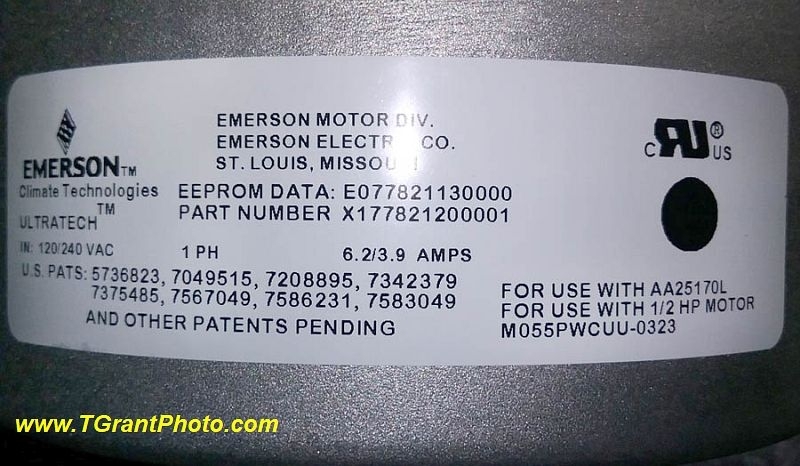 EMERSON MOTOR DIV.
EMERSON ELECTRIC CO.
ST. LOUIS, MISSOURI
EMERSON™
Climate Technologies
ULTRATECH™
EEPROM DATA: E077821130000
PART NUMBER X177821200001
IN: 120/240 VAC 1 PH 6.2/3.9 AMPS
U.S. PATS: 5736823, 7049515, 7208895, 7342379
7375485, 7567049, 7586231, 7583049
AND OTHER PATENTS PENDING
C RU® US
FOR USE WITH AA25170L
FOR USE WITH 1/2 HP MOTOR
M055PWCUU-0323
www.TGrantPhoto.com